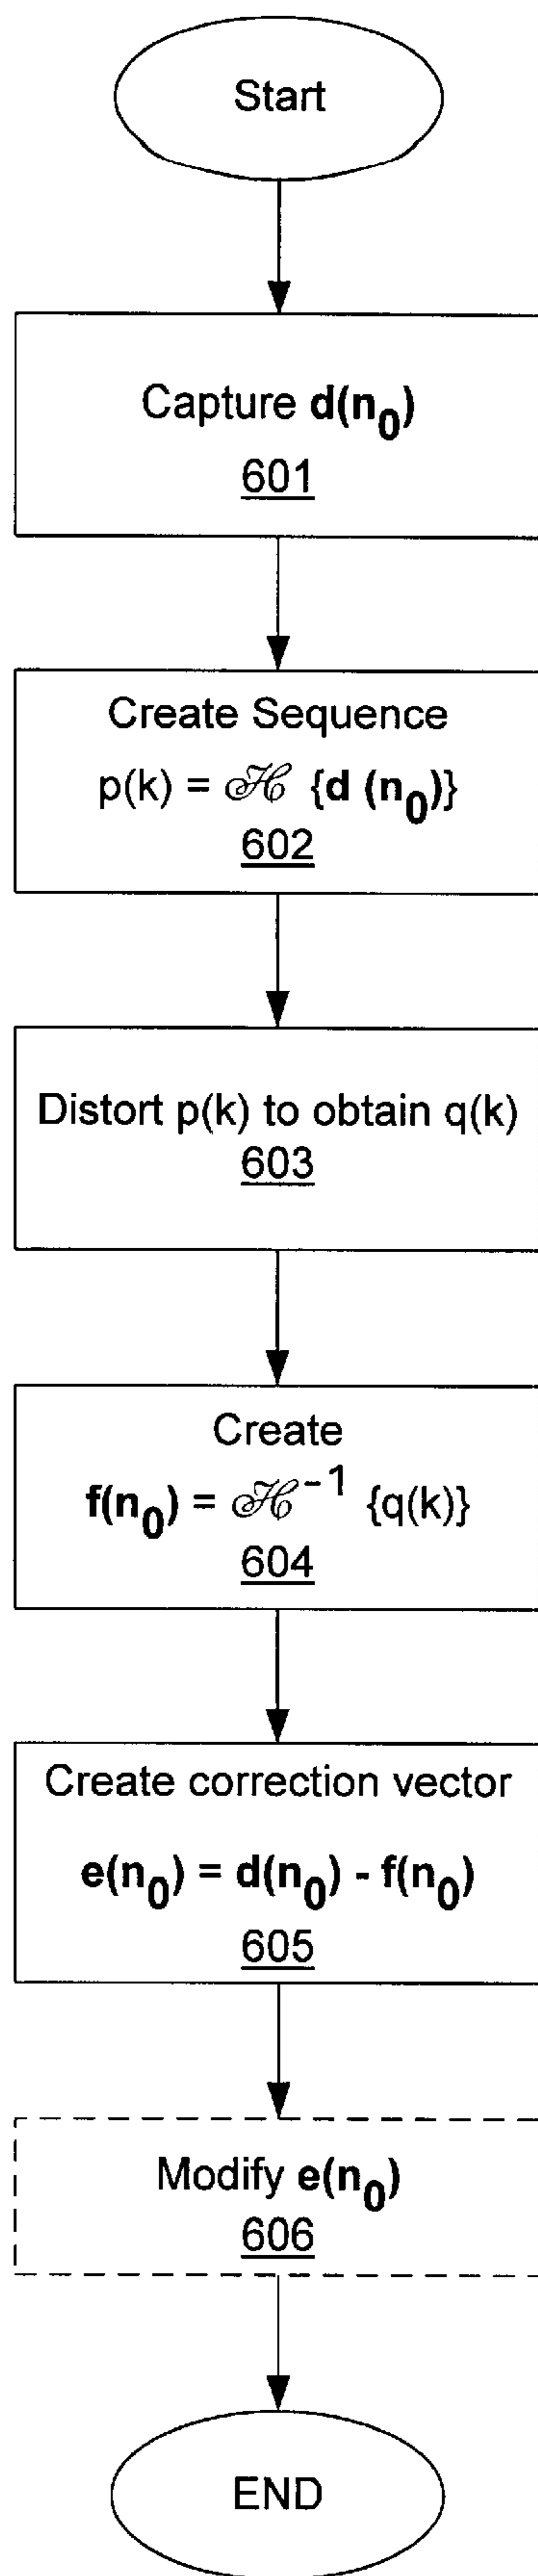 Start
Capture d(n₀)
601
Create Sequence
p(k) = ℋ {d (n₀)}
602
Distort p(k) to obtain q(k)
603
Create
f(n₀) = ℋ⁻¹ {q(k)}
604
Create correction vector
e(n₀) = d(n₀) - f(n₀)
605
Modify e(n₀)
606
END